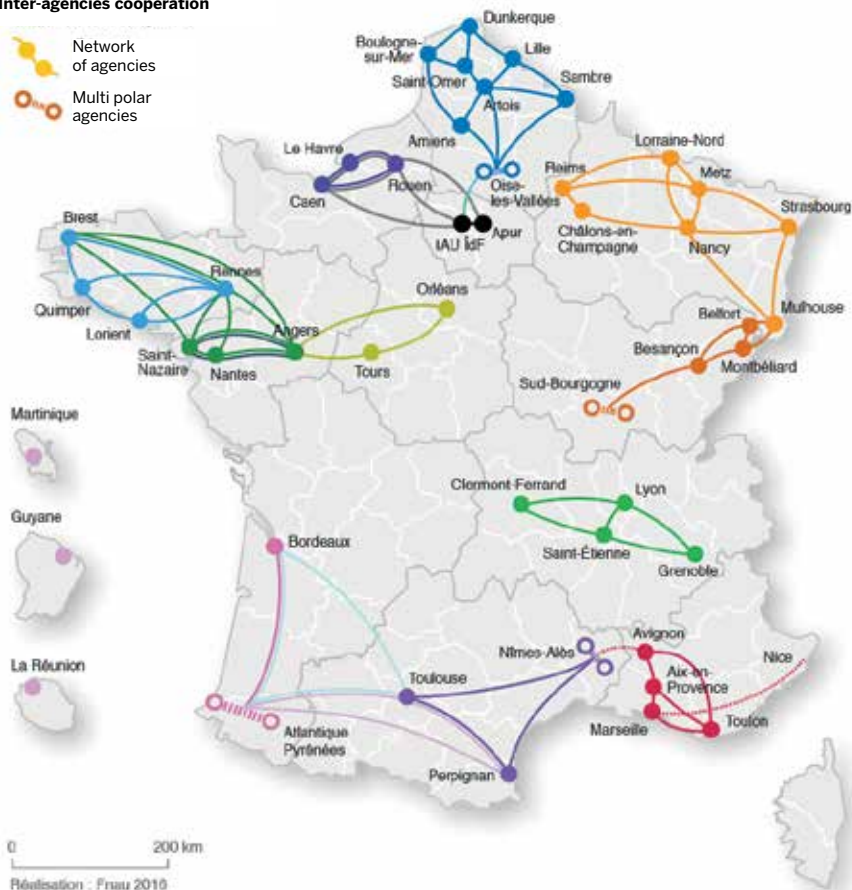 Inter-agencies cooperation
Network
of agencies
Multi polar
agencies
Dunkerque
Boulogne-
sur-Mer
Lille
Saint-Omer
Sambre
Artois
Amiens
Le Havre
Rouen
Caen
Oise-
les-Vallées
IAU ÎdF
Apur
Lorraine-Nord
Reims
Metz
Strasbourg
Châlons-en-
Champagne
Nancy
Brest
Rennes
Quimper
Lorient
Orléans
Angers
Saint-
Nazaire
Nantes
Tours
Belfort
Mulhouse
Besançon
Montbéliard
Sud-Bourgogne
Martinique
Clermont-Ferrand
Lyon
Guyane
Saint-Étienne
Grenoble
Bordeaux
Avignon
Nîmes-Alès
Nice
La Réunion
Aix-en-
Provence
Toulouse
Marseille
Toulon
Atlantique
Pyrénées
Perpignan
0 200 km
Réalisation : Fnau 2016